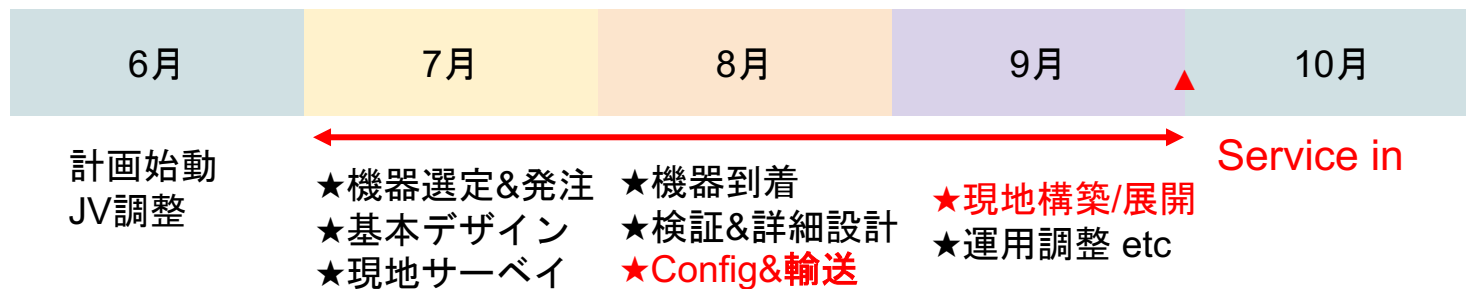 6月
7月
8月
9月
10月
計画始動
JV調整
★機器選定&発注
★基本デザイン
★現地サーベイ
★機器到着
★検証&詳細設計
★Config&輸送
★現地構築/展開
★運用調整 etc
Service in